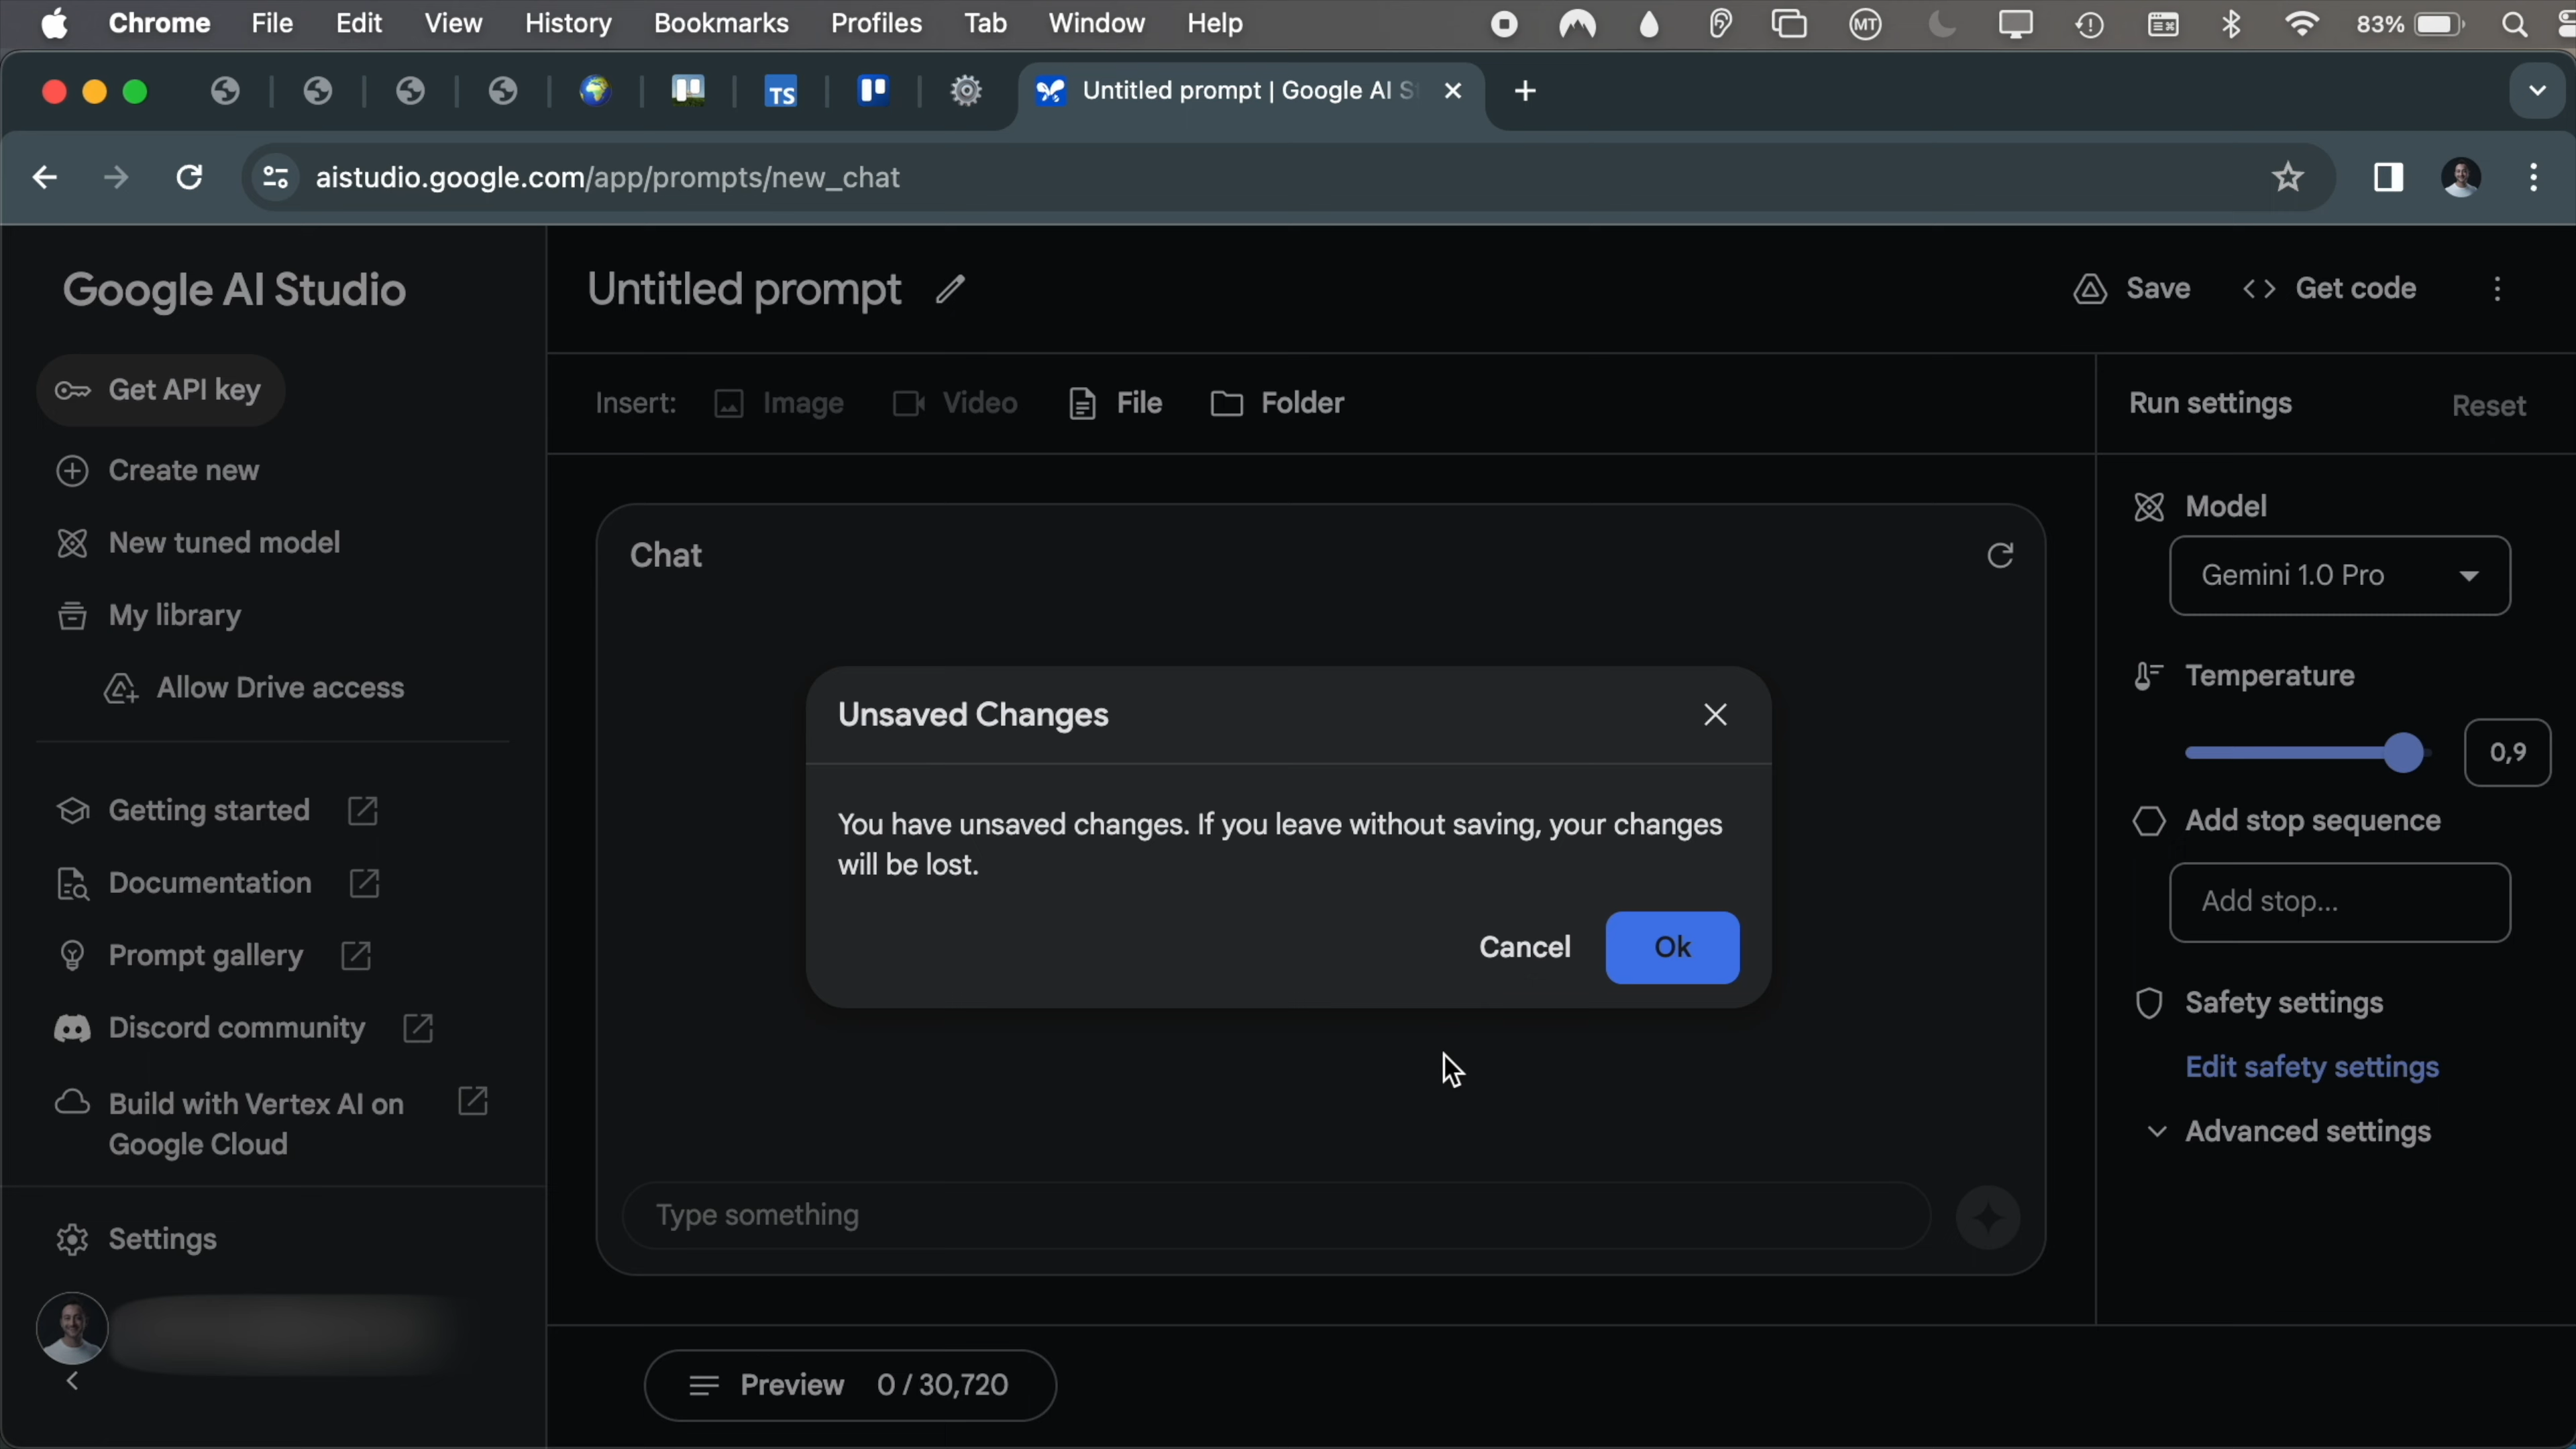 Chrome File Edit View History Bookmarks Profiles Tab Window Help MT 83%
TS Untitled prompt | Google AI S
aistudio.google.com/app/prompts/new_chat
Google AI Studio
Get API key
Create new
New tuned model
My library
Allow Drive access
Getting started
Documentation
Prompt gallery
Discord community
Build with Vertex AI on
Google Cloud
Settings
Untitled prompt
Save Get code
Insert: Image Video File Folder
Chat
Unsaved Changes
You have unsaved changes. If you leave without saving, your changes
will be lost.
Cancel Ok
Type something
Preview 0 / 30,720
Run settings Reset
Model
Gemini 1.0 Pro
Temperature
0,9
Add stop sequence
Add stop...
Safety settings
Edit safety settings
Advanced settings